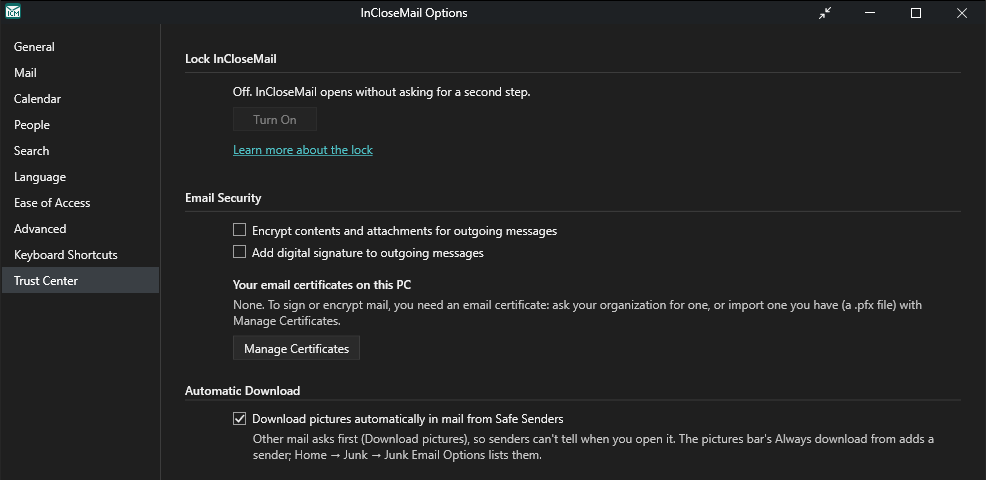 ICM
InCloseMail Options
General
Mail
Calendar
People
Search
Language
Ease of Access
Advanced
Keyboard Shortcuts
Trust Center
Lock InCloseMail
Off. InCloseMail opens without asking for a second step.
Turn On
Learn more about the lock
Email Security
Encrypt contents and attachments for outgoing messages
Add digital signature to outgoing messages
Your email certificates on this PC
None. To sign or encrypt mail, you need an email certificate: ask your organization for one, or import one you have (a .pfx file) with
Manage Certificates.
Manage Certificates
Automatic Download
Download pictures automatically in mail from Safe Senders
Other mail asks first (Download pictures), so senders can't tell when you open it. The pictures bar's Always download from adds a
sender; Home → Junk → Junk Email Options lists them.